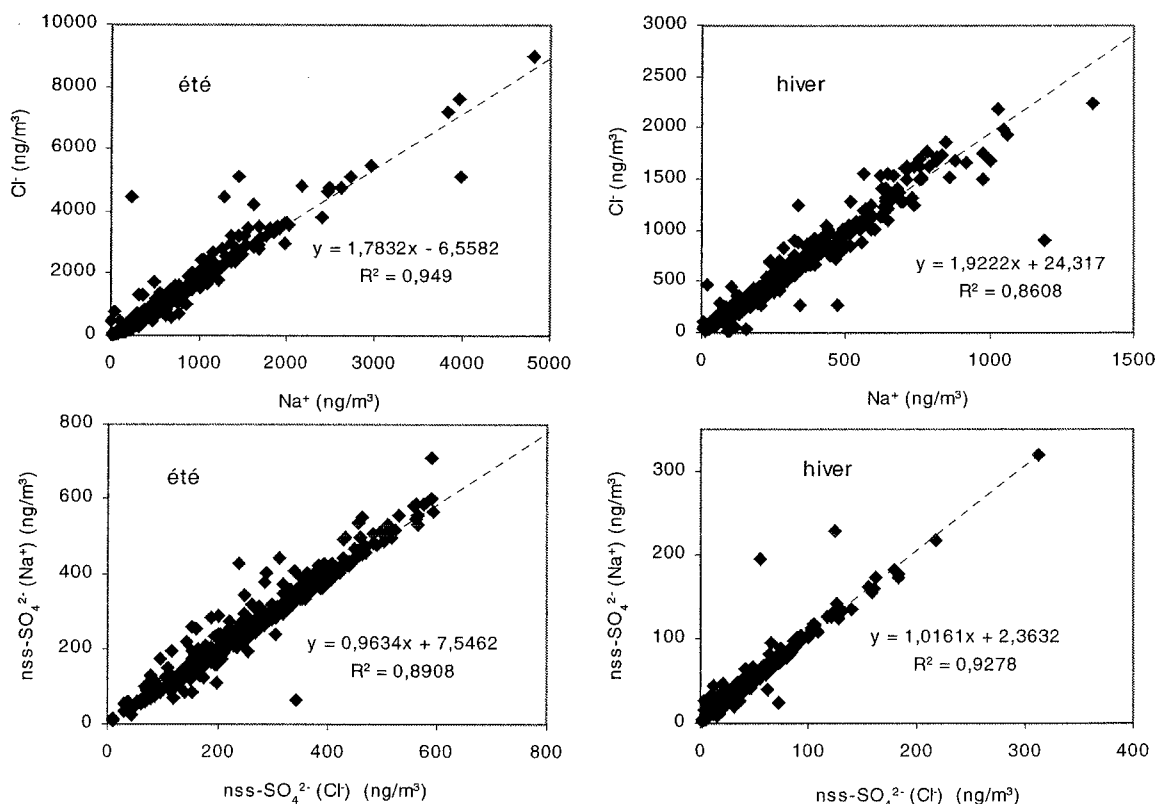 10000
8000
6000
4000
2000
0
Cl⁻ (ng/m³)
été
y = 1,7832x - 6,5582
R² = 0,949
0 1000 2000 3000 4000 5000
Na⁺ (ng/m³)
3000
2500
2000
1500
1000
500
0
Cl⁻ (ng/m³)
hiver
y = 1,9222x + 24,317
R² = 0,8608
0 500 1000 1500
Na⁺ (ng/m³)
800
600
400
200
0
nss-SO₄²⁻ (Na⁺) (ng/m³)
été
y = 0,9634x + 7,5462
R² = 0,8908
0 200 400 600 800
nss-SO₄²⁻ (Cl⁻) (ng/m³)
300
200
100
0
nss-SO₄²⁻ (Na⁺) (ng/m³)
hiver
y = 1,0161x + 2,3632
R² = 0,9278
0 100 200 300 400
nss-SO₄²⁻ (Cl⁻) (ng/m³)